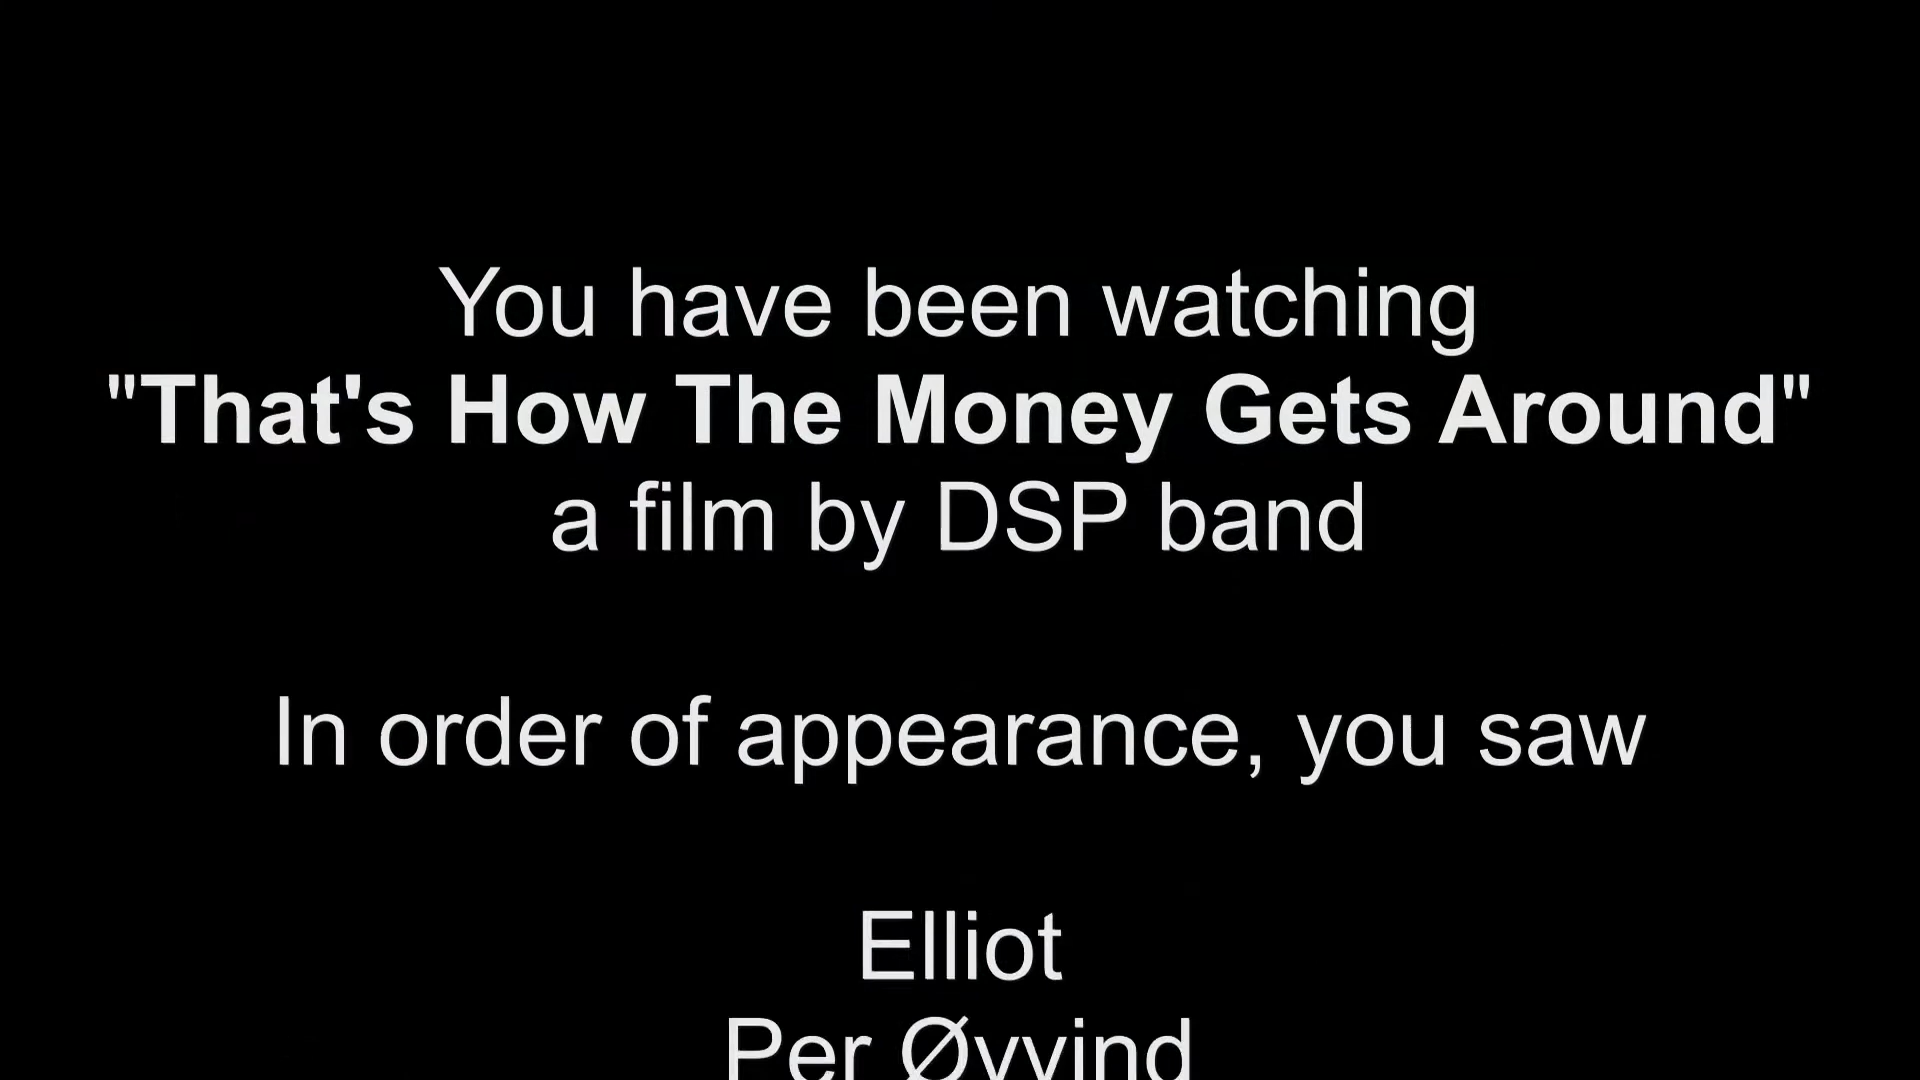 You have been watching
"That's How The Money Gets Around"
a film by DSP band
In order of appearance, you saw
Elliot
Per Øyvind